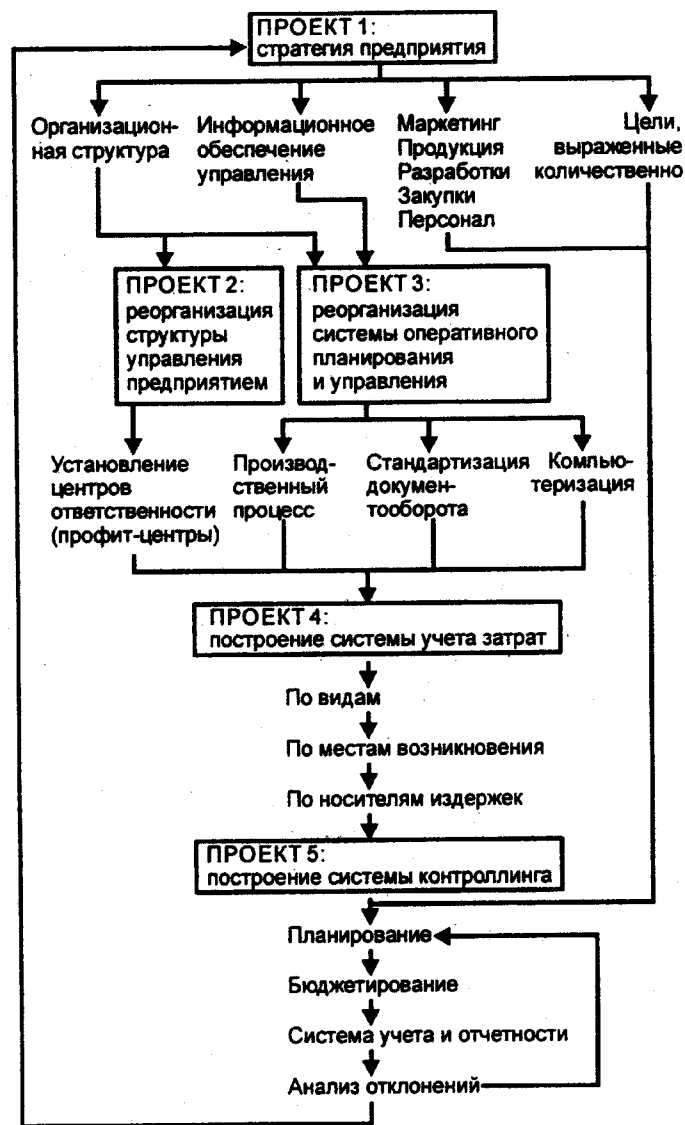 ПРОЕКТ 1:
стратегия предприятия
Организацион-
ная структура
Информационное
обеспечение
управления
Маркетинг
Продукция
Разработки
Закупки
Персонал
Цели,
выраженные
количественно
ПРОЕКТ 2:
реорганизация
структуры
управления
предприятием
ПРОЕКТ 3:
реорганизация
системы оперативного
планирования
и управления
Установление
центров
ответственности
(профит-центры)
Производ-
ственный
процесс
Стандартизация
докумен-
тооборота
Компью-
теризация
ПРОЕКТ 4:
построение системы учета затрат
По видам
По местам возникновения
По носителям издержек
ПРОЕКТ 5:
построение системы контроллинга
Планирование
Бюджетирование
Система учета и отчетности
Анализ отклонений